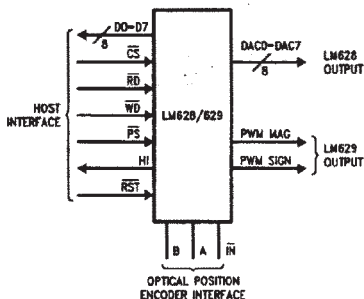 D0-D7
8
CS
RD
HOST
INTERFACE
WD
PS
HI
RST
LM628/629
DAC0-DAC7
8
LM628
OUTPUT
PWM MAG
PWM SIGN
LM629
OUTPUT
B A IN
OPTICAL POSITION
ENCODER INTERFACE